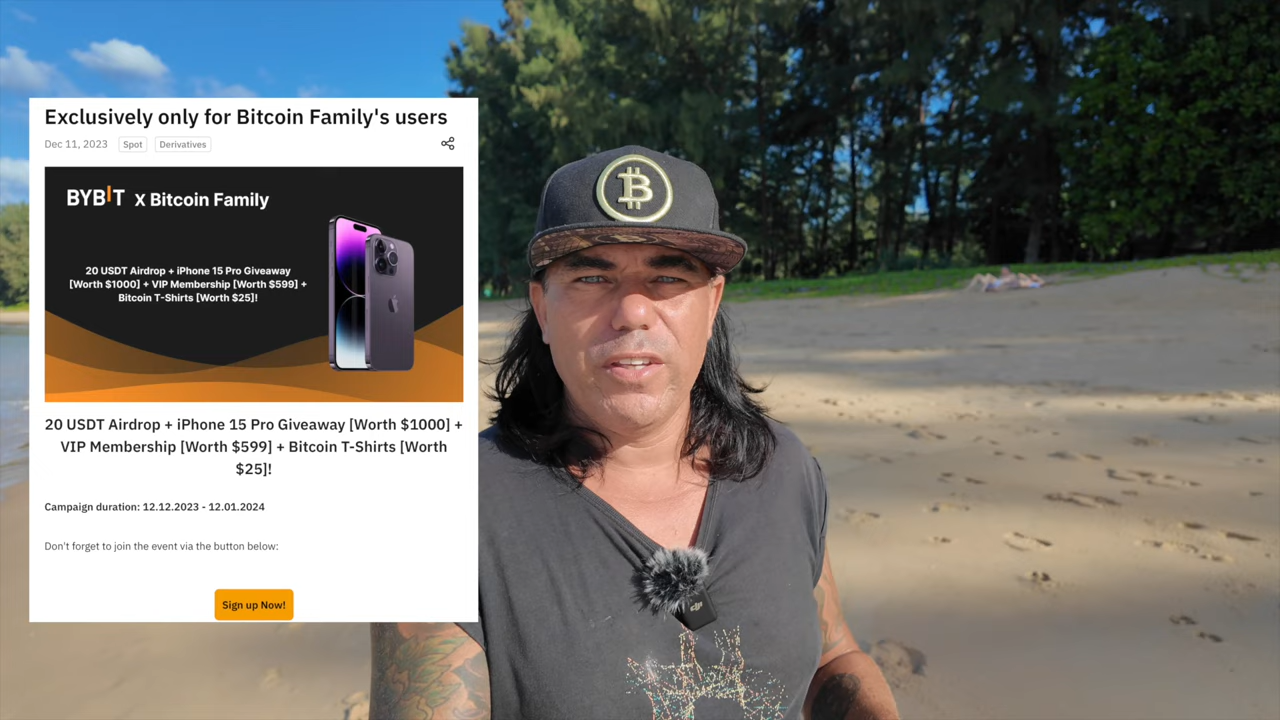 Exclusively only for Bitcoin Family's users
Dec 11, 2023 Spot Derivatives
BYBIT X Bitcoin Family
20 USDT Airdrop + iPhone 15 Pro Giveaway
[Worth $1000] + VIP Membership [Worth $599] +
Bitcoin T-Shirts [Worth $25]!
20 USDT Airdrop + iPhone 15 Pro Giveaway [Worth $1000] +
VIP Membership [Worth $599] + Bitcoin T-Shirts [Worth
$25]!
Campaign duration: 12.12.2023 - 12.01.2024
Don't forget to join the event via the button below:
Sign up Now!
dji